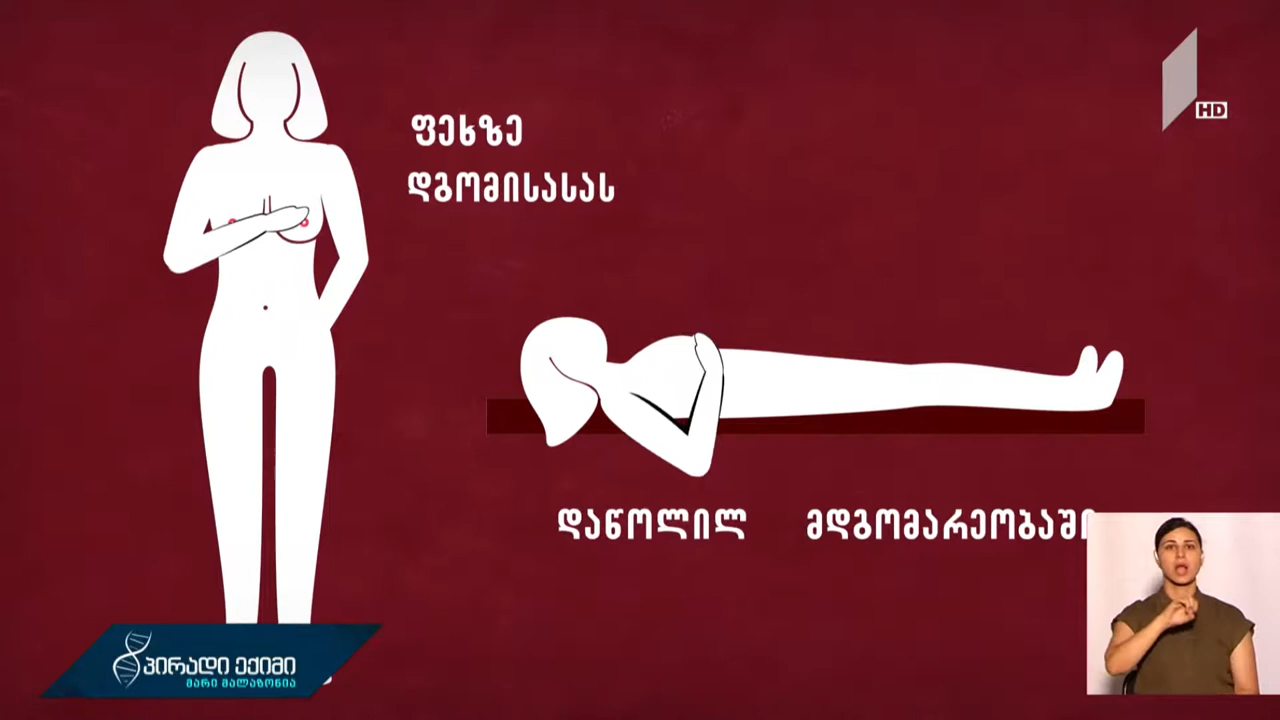 ფეხზე
დგომისასას
დაწოლილ მდგომარეობაში
HD
პირადი ექიმი
მარი მალაზონია